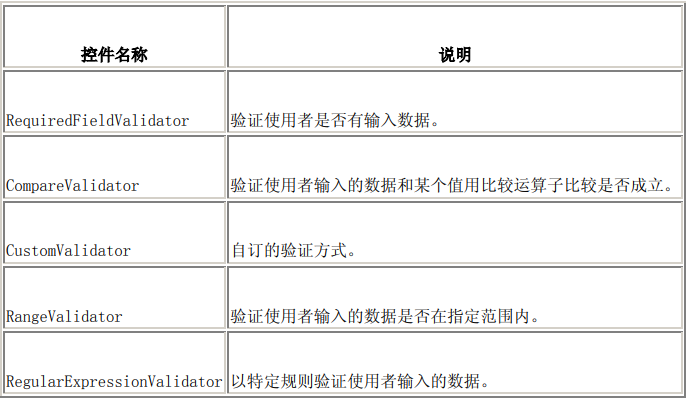 控件名称 说明
RequiredFieldValidator 验证使用者是否有输入数据。
CompareValidator 验证使用者输入的数据和某个值用比较运算子比较是否成立。
CustomValidator 自订的验证方式。
RangeValidator 验证使用者输入的数据是否在指定范围内。
RegularExpressionValidator 以特定规则验证使用者输入的数据。